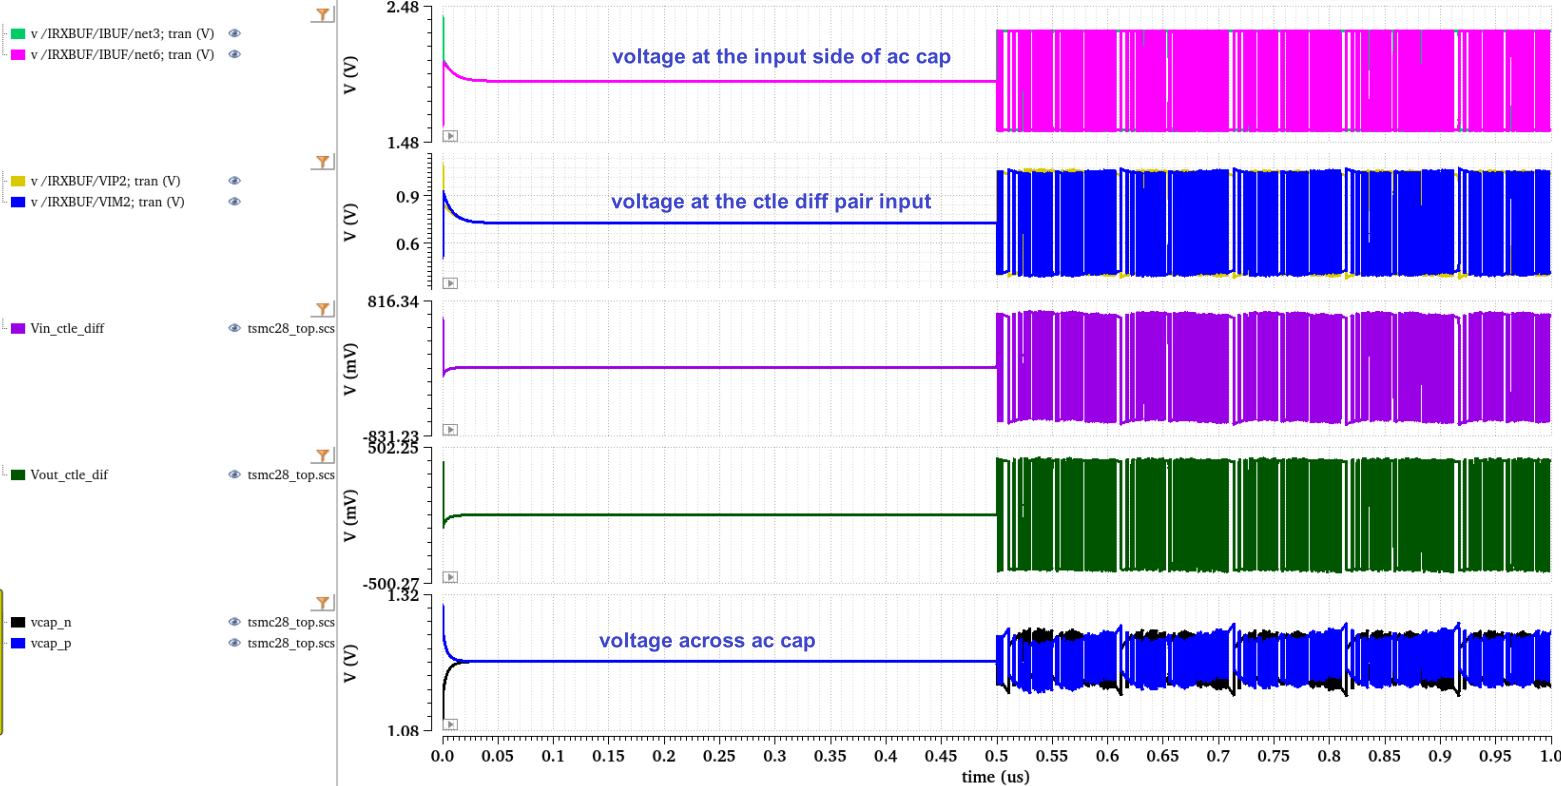 2.48
v /IRXBUF/IBUF/net3; tran (V)
v /IRXBUF/IBUF/net6; tran (V)
voltage at the input side of ac cap
V (V)
1.48
v /IRXBUF/VIP2; tran (V)
v /IRXBUF/VIM2; tran (V)
0.9
voltage at the ctle diff pair input
V (V)
0.6
816.34
Vin_ctle_diff
tsmc28_top.scs
V (mV)
-831.23
502.25
Vout_ctle_dif
tsmc28_top.scs
V (mV)
-500.27
1.32
vcap_n
tsmc28_top.scs
vcap_p
tsmc28_top.scs
voltage across ac cap
V (V)
1.08
0.0 0.05 0.1 0.15 0.2 0.25 0.3 0.35 0.4 0.45 0.5 0.55 0.6 0.65 0.7 0.75 0.8 0.85 0.9 0.95 1.0
time (us)